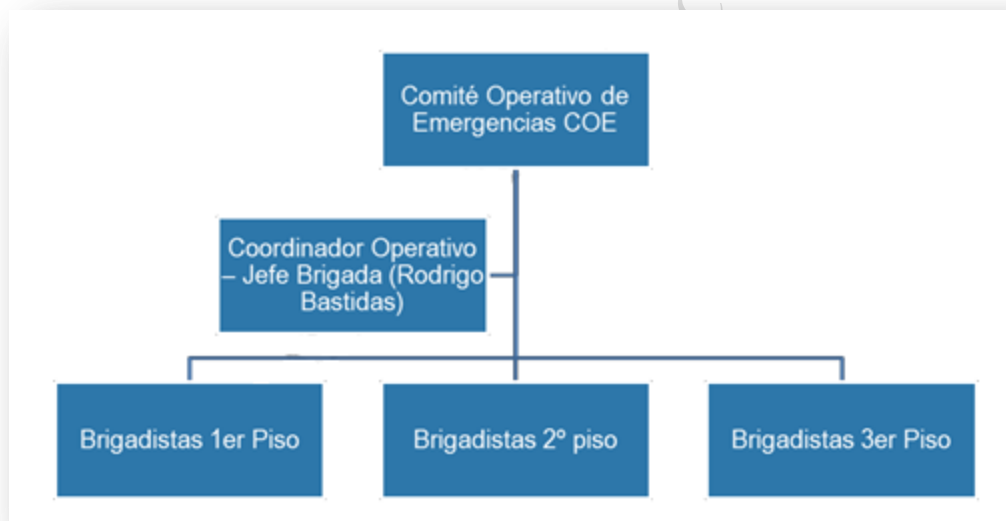 Comité Operativo de
Emergencias COE
Coordinador Operativo
– Jefe Brigada (Rodrigo
Bastidas)
Brigadistas 1er Piso
Brigadistas 2º piso
Brigadistas 3er Piso